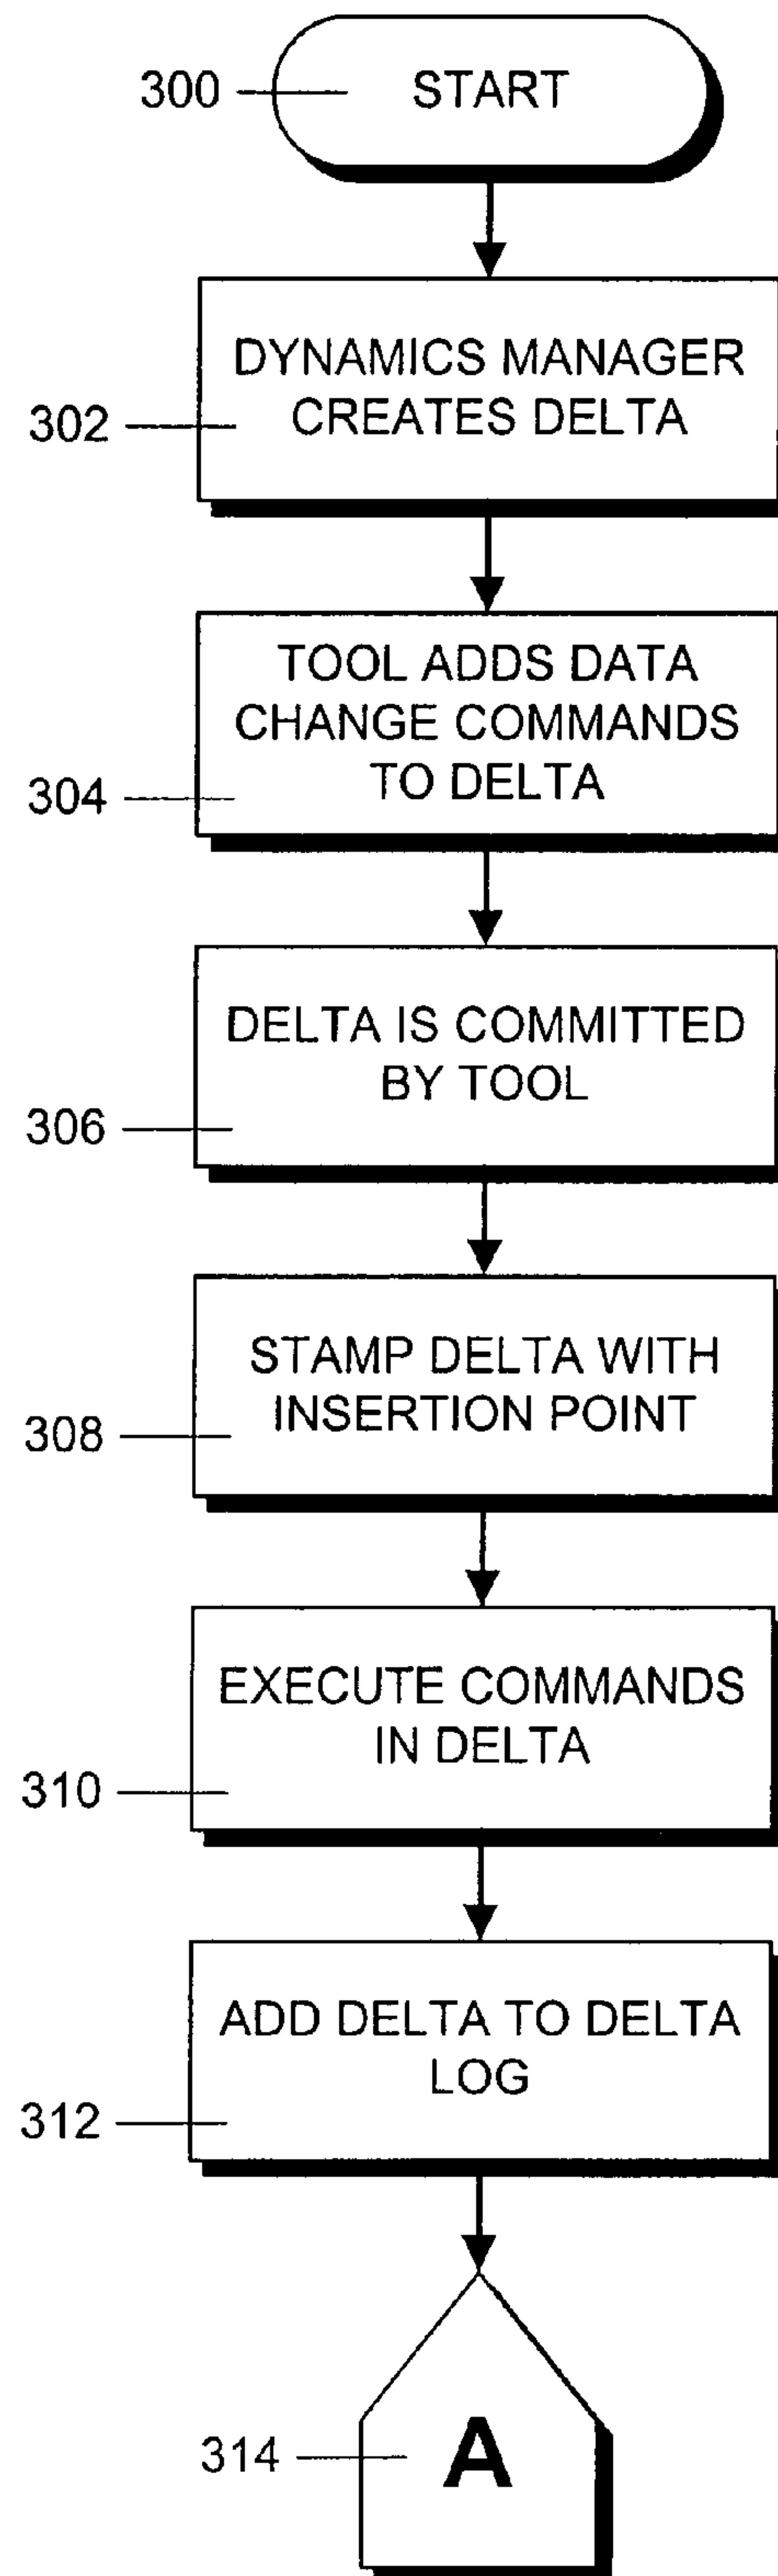 300
START
302
DYNAMICS MANAGER
CREATES DELTA
304
TOOL ADDS DATA
CHANGE COMMANDS
TO DELTA
306
DELTA IS COMMITTED
BY TOOL
308
STAMP DELTA WITH
INSERTION POINT
310
EXECUTE COMMANDS
IN DELTA
312
ADD DELTA TO DELTA
LOG
314
A